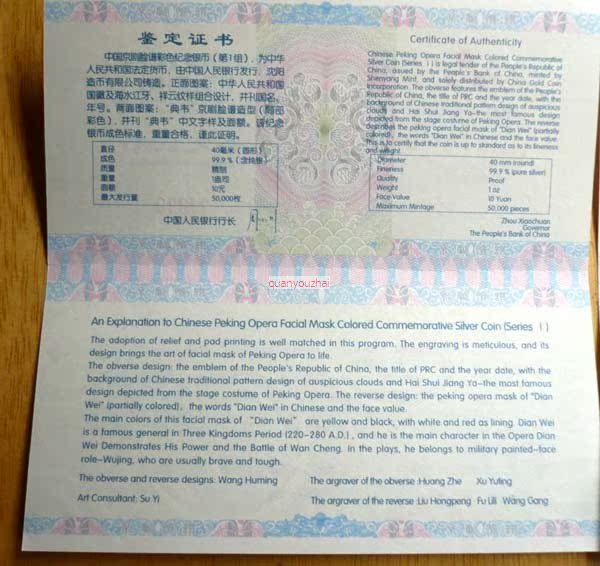 鉴定证书
中国京剧脸谱彩色纪念银币（第1组），为中华
人民共和国法定货币，由中国人民银行发行，沈阳
造币有限公司铸造。正面图案：中华人民共和国
国徽及海水江牙、祥云纹样组合设计，并刊国名、
年号。背面图案：“典韦”京剧脸谱造型（局部
彩色），并刊“典韦”中文字样及面额。该纪念
银币成色标准，重量合格，谨此证明。
直径 40毫米（圆形）
成色 99.9%（含纯银）
质量 精制
重量 1盎司
面额 10元
最大发行量 50,000枚
中国人民银行行长
Certificate of Authenticity
Chinese Peking Opera Facial Mask Colored Commemorative
Silver Coin (Series 1) is legal tender of the People's Republic of
China, issued by the People's Bank of China, minted by
Shenyang Mint, and solely distributed by China Gold Coin
Incorporation. The obverse features the emblem of the People's
Republic of China, the title of PRC and the year date, with the
background of Chinese traditional pattern design of auspicious
clouds and Hai Shui Jiang Ya-the most famous design
depicted from the stage costume of Peking Opera. The reverse
describes the peking opera mask of "Dian Wei" (partially
colored), the words "Dian Wei" in Chinese and the face value.
This is to certify that the coin is up to standard as to its fineness
and weight.
Diameter 40 mm (round)
Fineness 99.9% (pure silver)
Quality Proof
Weight 1 oz
Face Value 10 Yuan
Maximum Mintage 50,000 pieces
Zhou Xiaochuan
Governor
The People's Bank of China
quanyouzhai
An Explanation to Chinese Peking Opera Facial Mask Colored Commemorative Silver Coin (Series 1)
The adoption of relief and pad printing is well matched in this program. The engraving is meticulous, and its
design brings the art of facial mask of Peking Opera to life.
The obverse design: the emblem of the People's Republic of China, the title of PRC and the year date, with the
background of Chinese traditional pattern design of auspicious clouds and Hai Shui Jiang Ya-the most famous
design depicted from the stage costume of Peking Opera. The reverse design: the peking opera mask of "Dian
Wei" (partially colored), the words "Dian Wei" in Chinese and the face value.
The main colors of this facial mask of "Dian Wei" are yellow and black, with white and red as lining. Dian Wei
is a famous general in Three Kingdoms Period (220-280 A.D.), and he is the main character in the Opera Dian
Wei Demonstrates His Power and the Battle of Wan Cheng. In the plays, he belongs to military painted-face
role-Wujing, who are usually brave and tough.
The obverse and reverse designs: Wang Huming The argraver of the obverse :Huang Zhe Xu Yuting
Art Consultant: Su Yi The argraver of the reverse :Liu Hongpeng Fu Lili Wang Gang